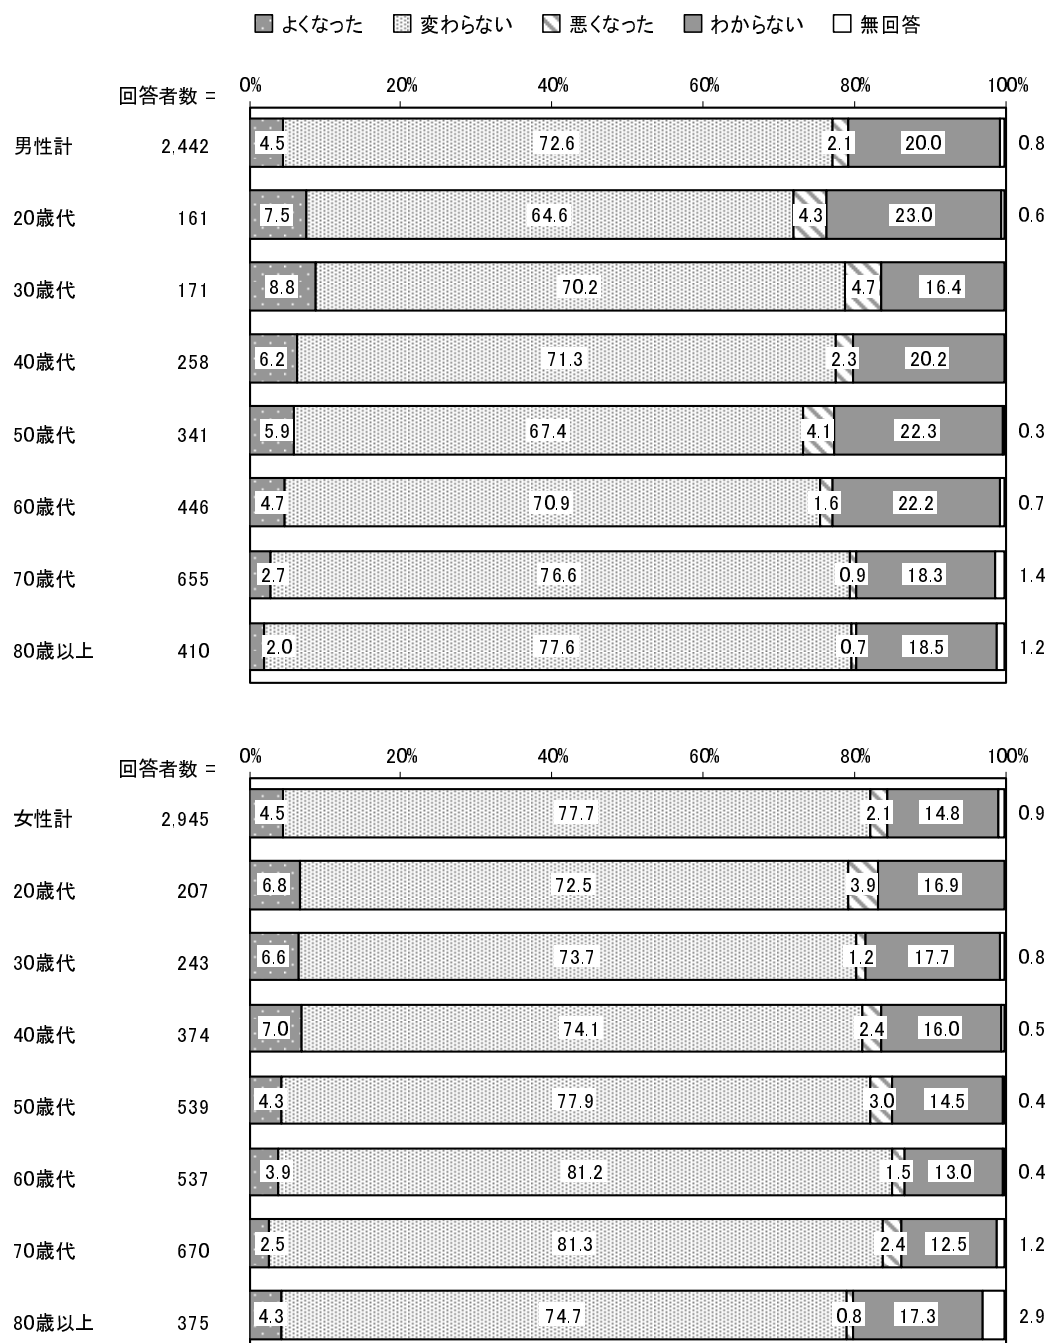 よくなった 変わらない 悪くなった わからない 無回答
0% 20% 40% 60% 80% 100%
回答者数 =
男性計 2,442 4.5 72.6 2.1 20.0 0.8
20歳代 161 7.5 64.6 4.3 23.0 0.6
30歳代 171 8.8 70.2 4.7 16.4
40歳代 258 6.2 71.3 2.3 20.2
50歳代 341 5.9 67.4 4.1 22.3 0.3
60歳代 446 4.7 70.9 1.6 22.2 0.7
70歳代 655 2.7 76.6 0.9 18.3 1.4
80歳以上 410 2.0 77.6 0.7 18.5 1.2
0% 20% 40% 60% 80% 100%
回答者数 =
女性計 2,945 4.5 77.7 2.1 14.8 0.9
20歳代 207 6.8 72.5 3.9 16.9
30歳代 243 6.6 73.7 1.2 17.7 0.8
40歳代 374 7.0 74.1 2.4 16.0 0.5
50歳代 539 4.3 77.9 3.0 14.5 0.4
60歳代 537 3.9 81.2 1.5 13.0 0.4
70歳代 670 2.5 81.3 2.4 12.5 1.2
80歳以上 375 4.3 74.7 0.8 17.3 2.9